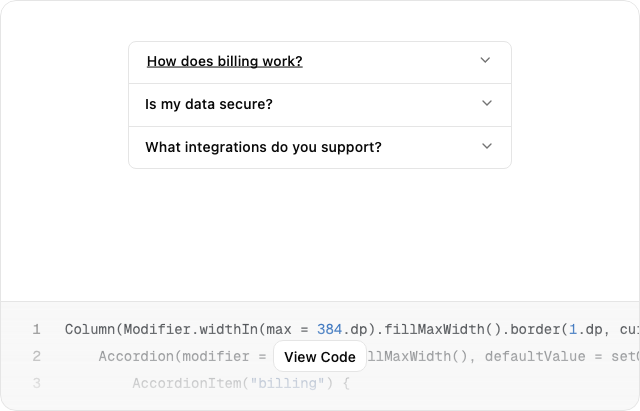 How does billing work?
Is my data secure?
What integrations do you support?
1 Column(Modifier.widthIn(max = 384.dp).fillMaxWidth().border(1.dp, cu
2 Accordion(modifier = View Code llMaxWidth(), defaultValue = set
3 AccordionItem("billing") {